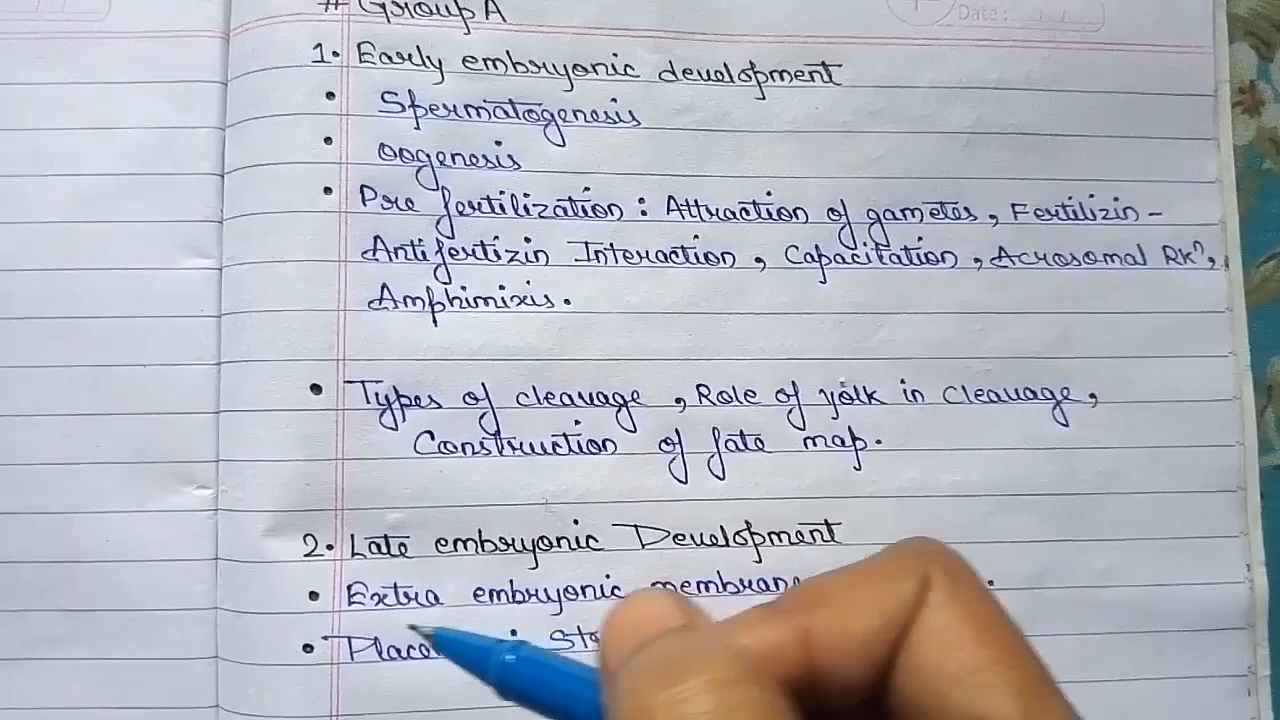 # Group A
Date :
1. Early embryonic development
• Spermatogenesis
• oogenesis
• Pre fertilization : Attraction of gametes, Fertilizin -
Antifertizin Interaction, Capacitation, Acrosomal RKⁿ,
Amphimixis.
• Types of cleavage, Role of yolk in cleavage,
Construction of fate map.
2. Late embryonic Development
• Extra embryonic
•